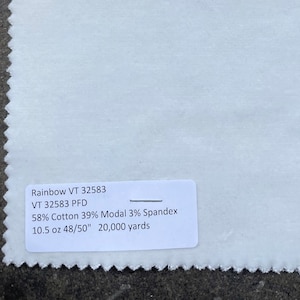 Rainbow VT 32583
VT 32583 PFD
58% Cotton 39% Modal 3% Spandex
10.5 oz 48/50" 20,000 yards